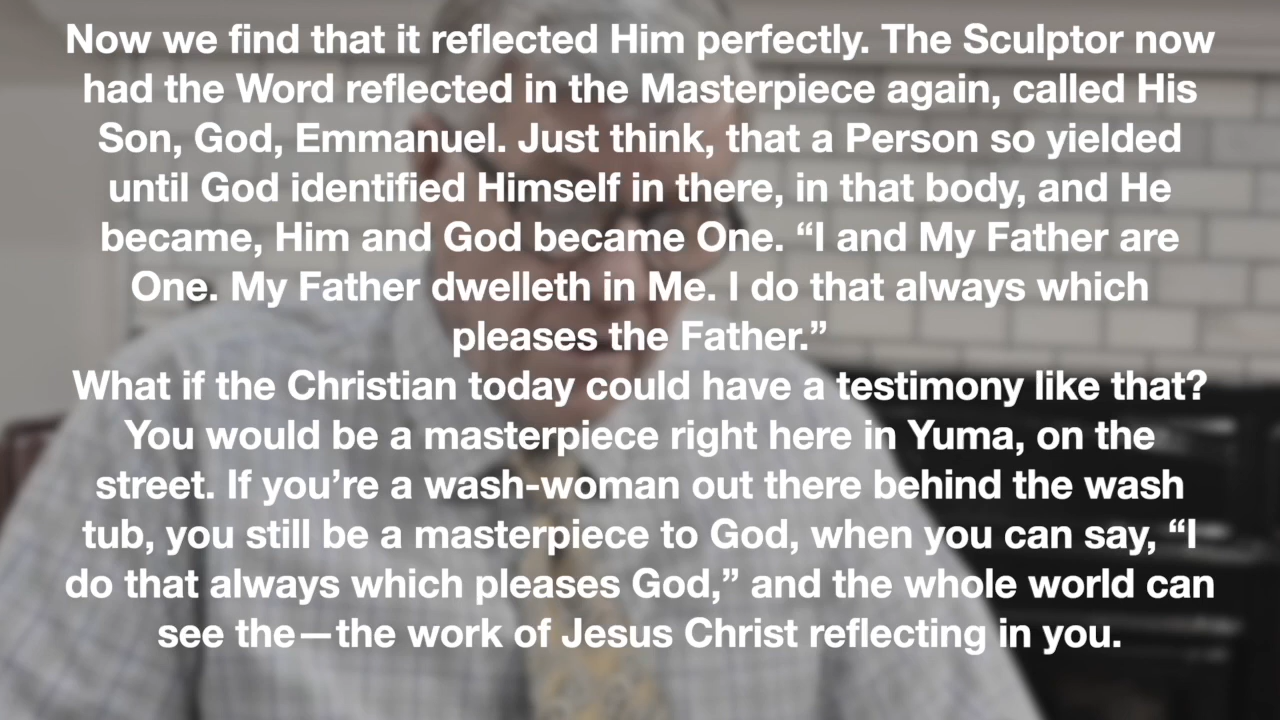 Now we find that it reflected Him perfectly. The Sculptor now
had the Word reflected in the Masterpiece again, called His
Son, God, Emmanuel. Just think, that a Person so yielded
until God identified Himself in there, in that body, and He
became, Him and God became One. “I and My Father are
One. My Father dwelleth in Me. I do that always which
pleases the Father.”
What if the Christian today could have a testimony like that?
You would be a masterpiece right here in Yuma, on the
street. If you’re a wash-woman out there behind the wash
tub, you still be a masterpiece to God, when you can say, “I
do that always which pleases God,” and the whole world can
see the—the work of Jesus Christ reflecting in you.